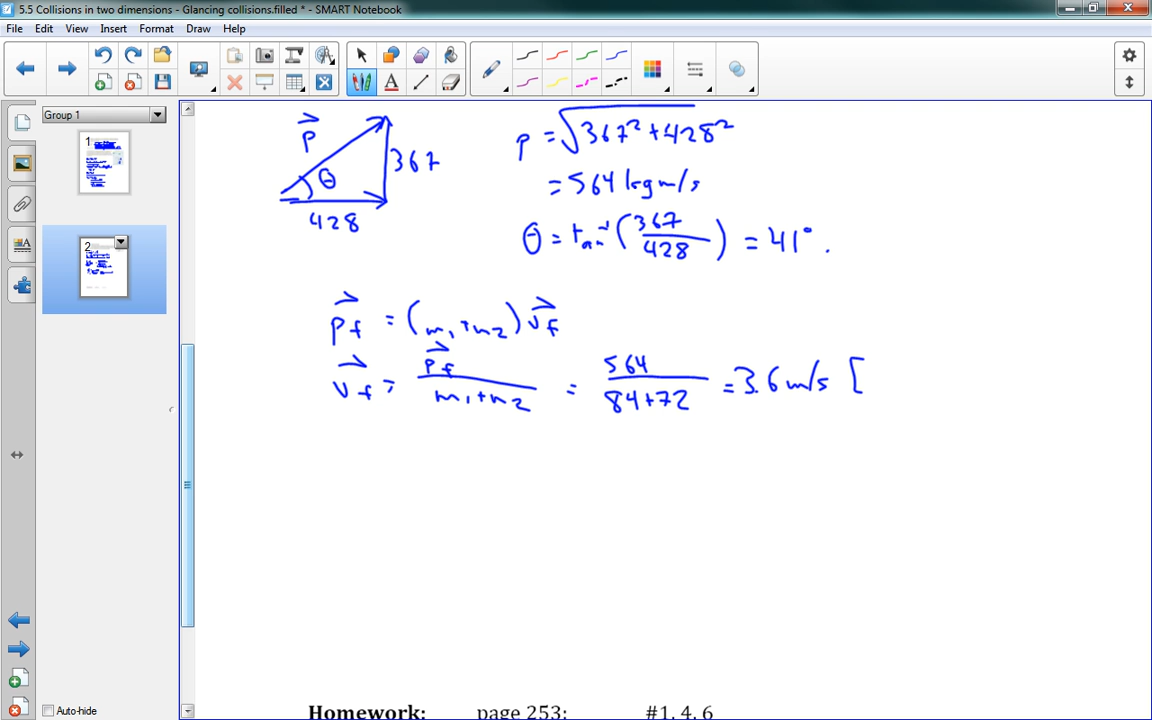 5.5 Collisions in two dimensions - Glancing collisions.filled * - SMART Notebook
File Edit View Insert Format Draw Help
Group 1
1
2
p⃗
θ
367
428
p = √367² + 428²
= 564 kg m/s
θ = tan⁻¹ (367/428) = 41°.
p⃗f = (m₁+m₂) v⃗f
v⃗f = p⃗f/m₁+m₂ = 564/84+72 = 3.6 m/s [
Homework: page 253: #1, 4, 6
Auto-hide